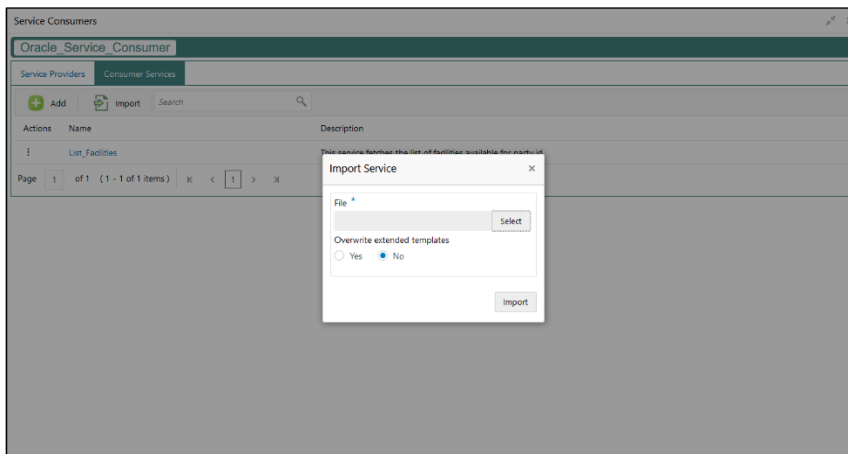 Service Consumers
Oracle_Service_Consumer
Service Providers Consumer Services
Add Import Search
Actions Name Description
List_Facilities This service fetches the list of facilities available for party id
Page 1 of 1 (1 - 1 of 1 items) 1
Import Service
File *
Select
Overwrite extended templates
Yes No
Import